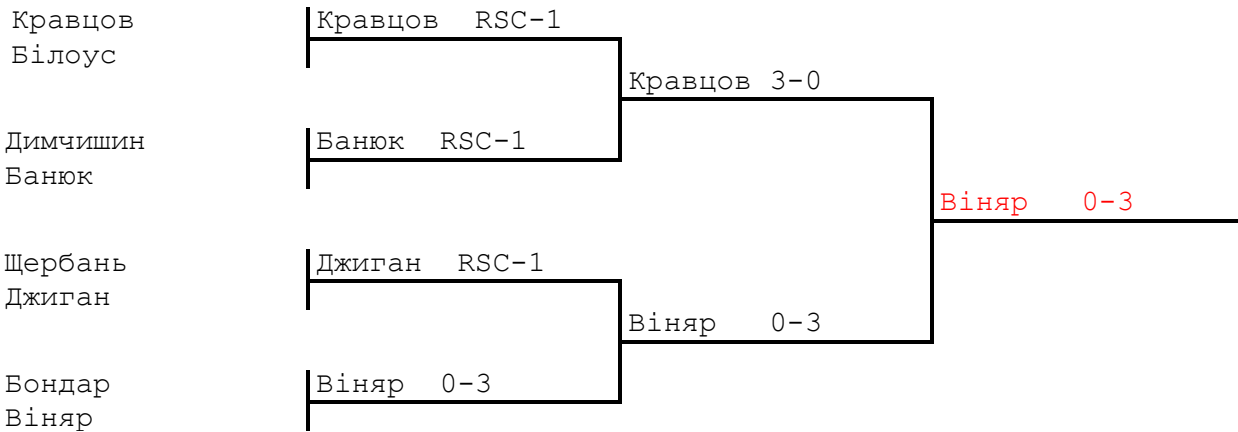 Кравцов
Білоус
Кравцов RSC-1
Кравцов 3-0
Димчишин
Банюк
Банюк RSC-1
Віняр 0-3
Щербань
Джиган
Джиган RSC-1
Віняр 0-3
Бондар
Віняр
Віняр 0-3